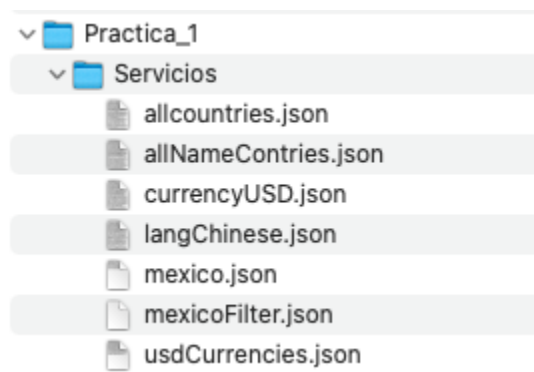 Practica_1
Servicios
allcountries.json
allNameContries.json
currencyUSD.json
langChinese.json
mexico.json
mexicoFilter.json
usdCurrencies.json